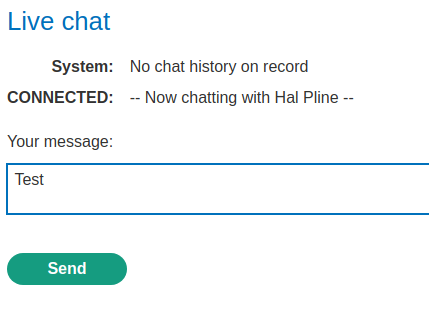 Live chat
System: No chat history on record
CONNECTED: -- Now chatting with Hal Pline --
Your message:
Test
Send